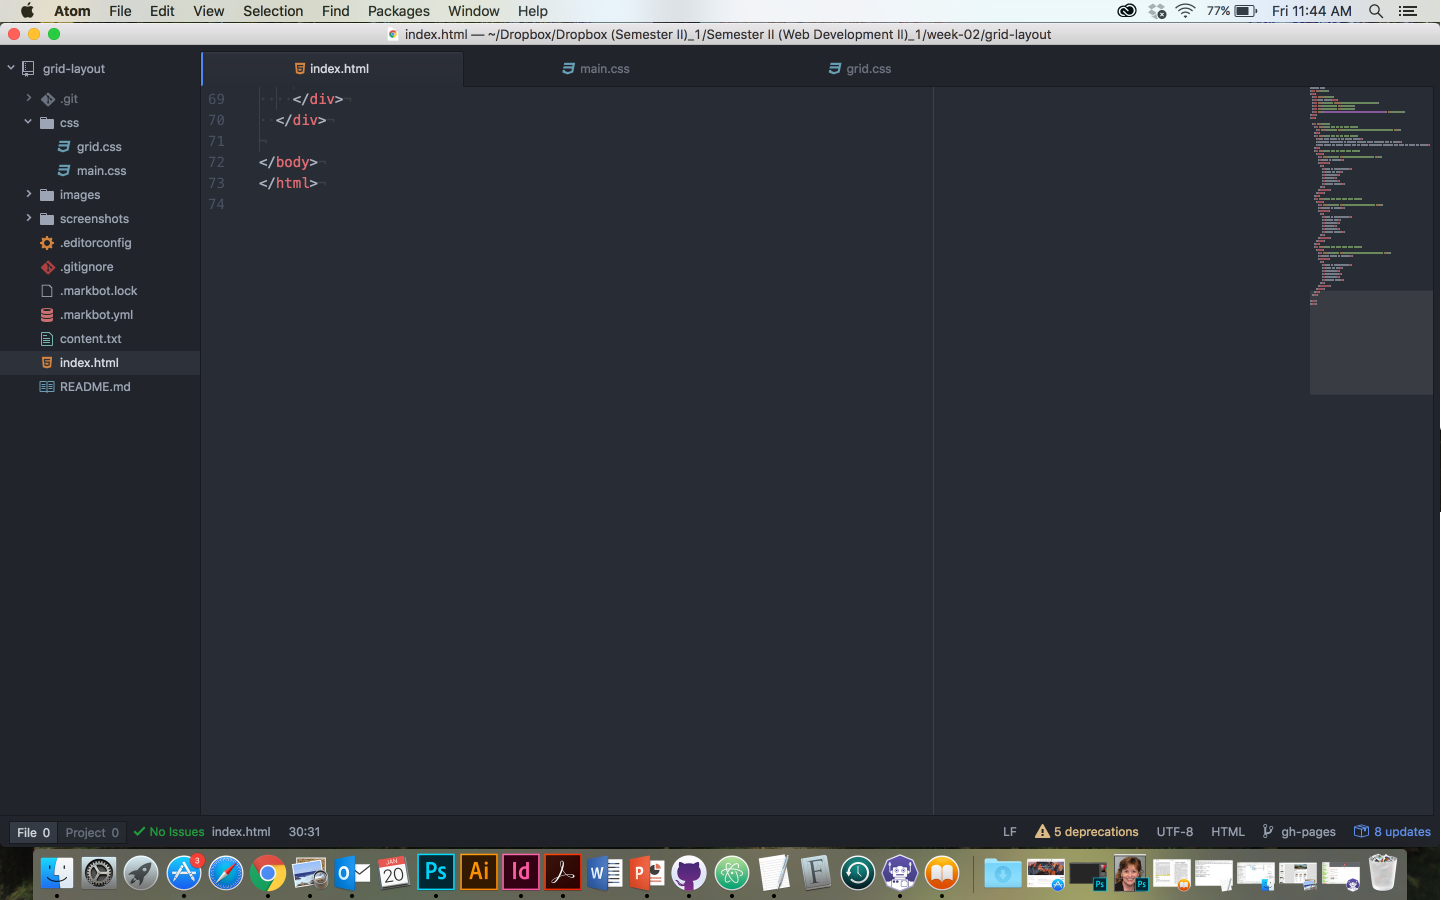 Atom File Edit View Selection Find Packages Window Help 77% Fri 11:44 AM
index.html — ~/Dropbox/Dropbox (Semester II)_1/Semester II (Web Development II)_1/week-02/grid-layout
grid-layout
index.html main.css grid.css
.git
css
grid.css
main.css
images
screenshots
.editorconfig
.gitignore
.markbot.lock
.markbot.yml
content.txt
index.html
README.md
69 </div>
70 </div>
71
72 </body>
73 </html>
74
File 0 Project 0 No Issues index.html 30:31 LF 5 deprecations UTF-8 HTML gh-pages 8 updates
3
JAN
20
Ps Ai Id W P F
Ps Ps